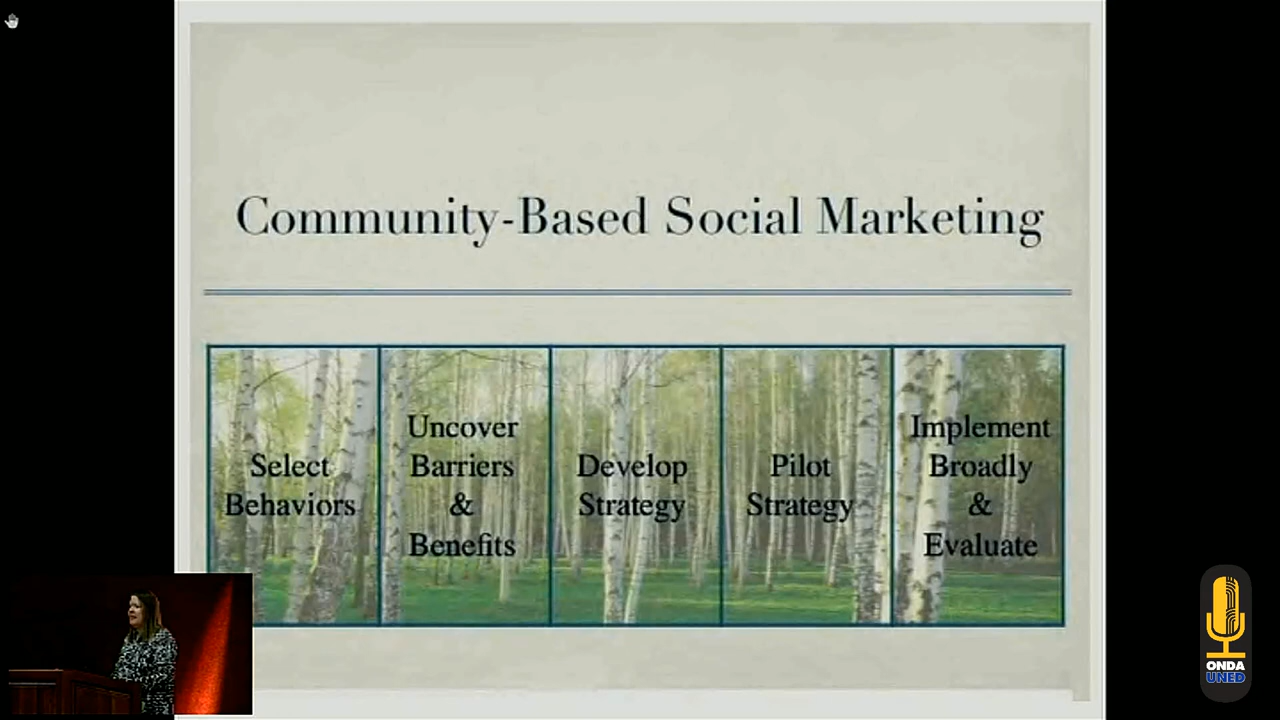 Community-Based Social Marketing
Select
Behaviors
Uncover
Barriers
&
Benefits
Develop
Strategy
Pilot
Strategy
Implement
Broadly
&
Evaluate
ONDA
UNED